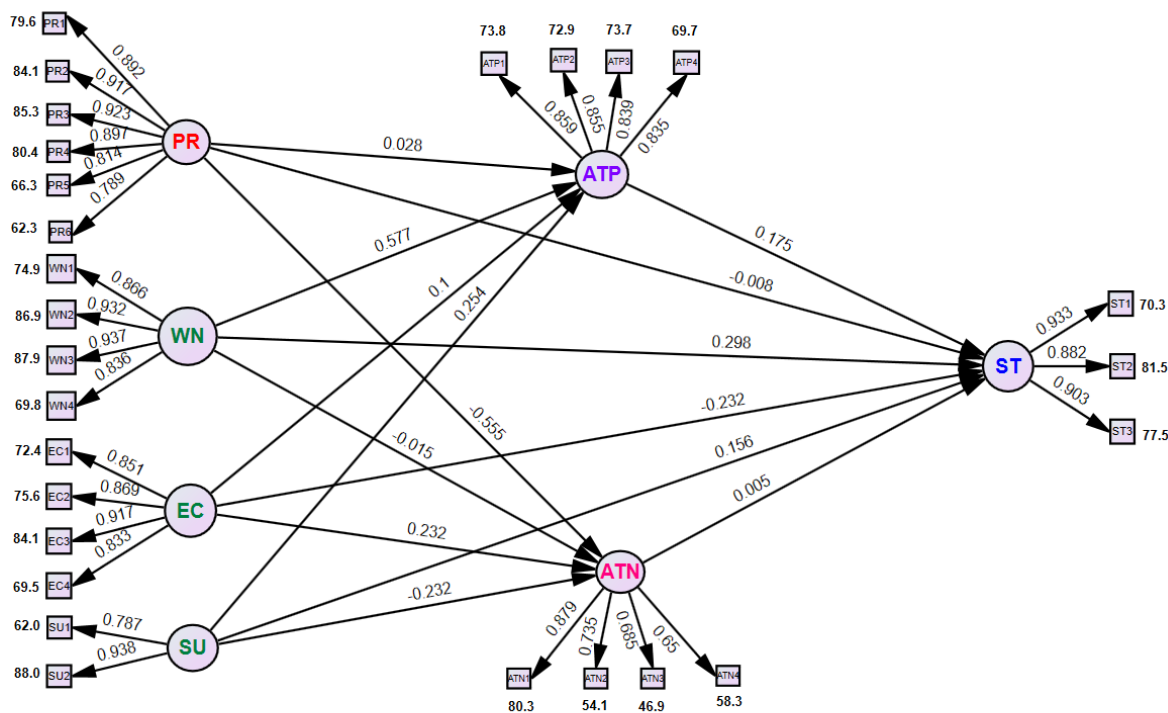 79.6 PR1
0.892
84.1 PR2
0.917
85.3 PR3
0.923
80.4 PR4
0.897
66.3 PR5
0.814
62.3 PR6
0.789
PR
74.9 WN1
0.866
86.9 WN2
0.932
87.9 WN3
0.937
69.8 WN4
0.836
WN
72.4 EC1
0.851
75.6 EC2
0.869
84.1 EC3
0.917
69.5 EC4
0.833
EC
62.0 SU1
0.787
88.0 SU2
0.938
SU
73.8 72.9 73.7 69.7
ATP1 ATP2 ATP3 ATP4
0.859 0.855 0.839 0.835
ATP
0.028
0.577
0.1
0.254
0.175
-0.008
0.298
-0.232
0.156
0.005
-0.555
-0.015
0.232
-0.232
ATN
0.879 0.735 0.685 0.65
ATN1 ATN2 ATN3 ATN4
80.3 54.1 46.9 58.3
ST
0.933
ST1 70.3
0.882
ST2 81.5
0.903
ST3 77.5